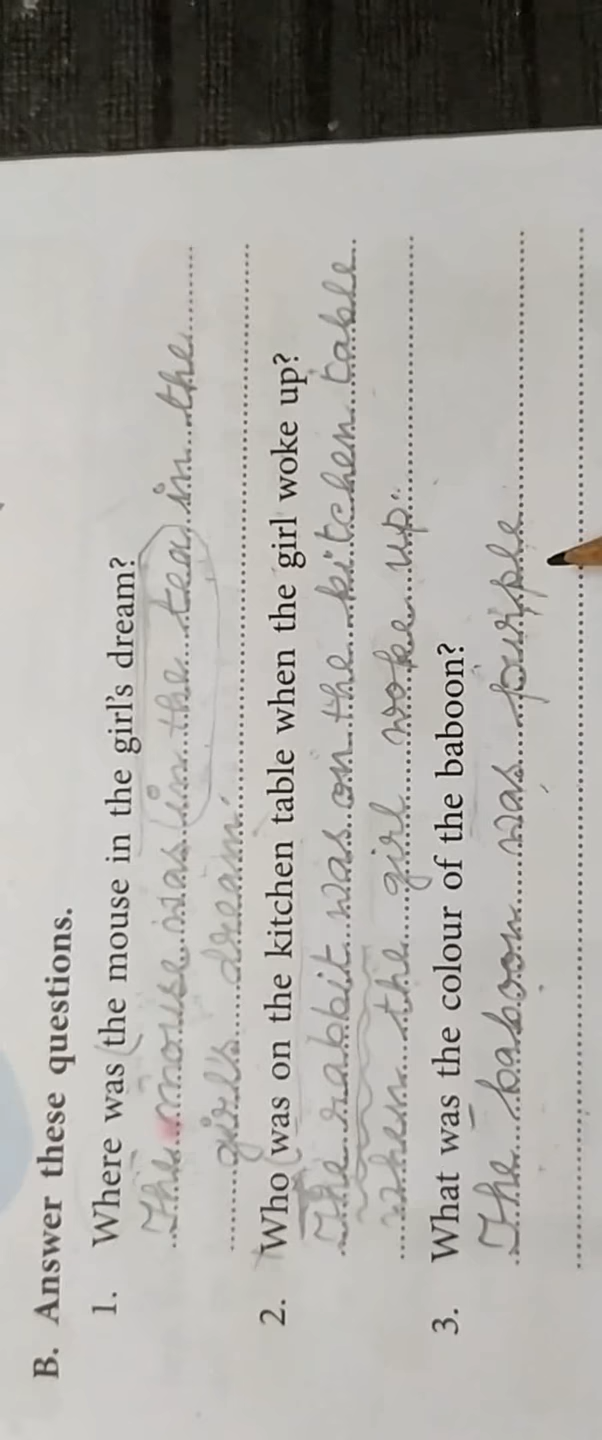 B. Answer these questions.
1. Where was the mouse in the girl's dream?
The mouse was in the tea in the
girl's dream.
2. Who was on the kitchen table when the girl woke up?
The rabbit was on the kitchen table
when the girl woke up.
3. What was the colour of the baboon?
The baboon was purple